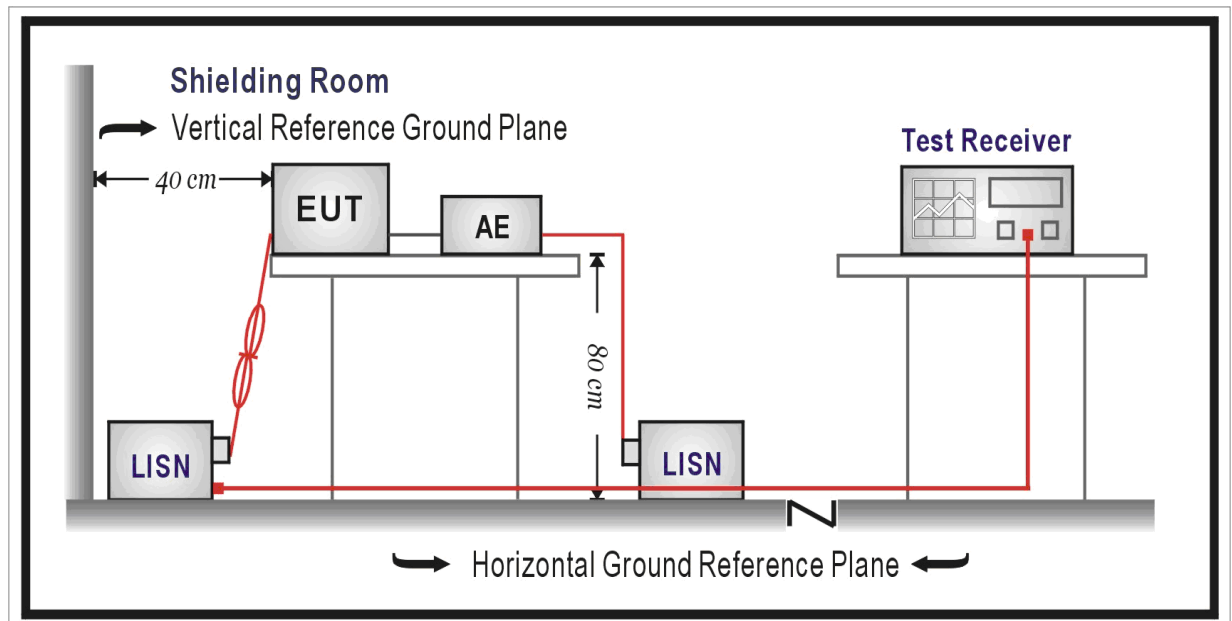 Shielding Room
Vertical Reference Ground Plane
Test Receiver
40 cm
EUT
AE
80 cm
LISN
LISN
Horizontal Ground Reference Plane